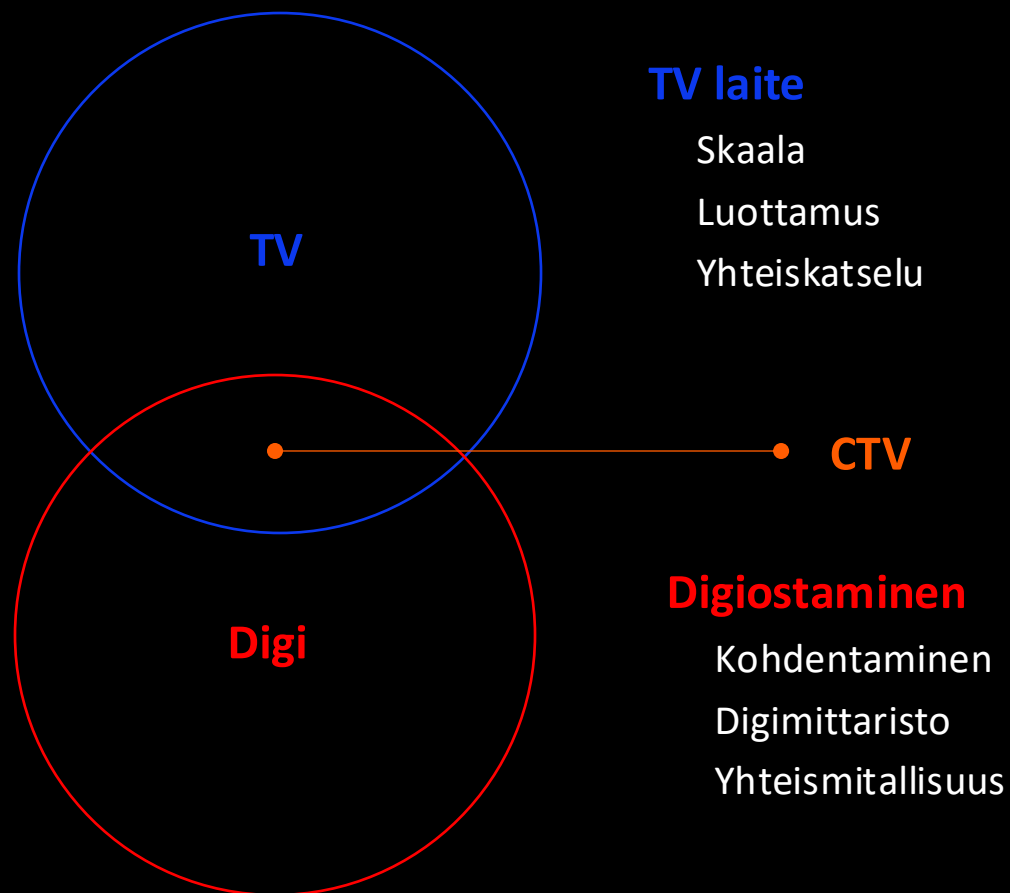 TV
Digi
TV laite
Skaala
Luottamus
Yhteiskatselu
CTV
Digiostaminen
Kohdentaminen
Digimittaristo
Yhteismitallisuus